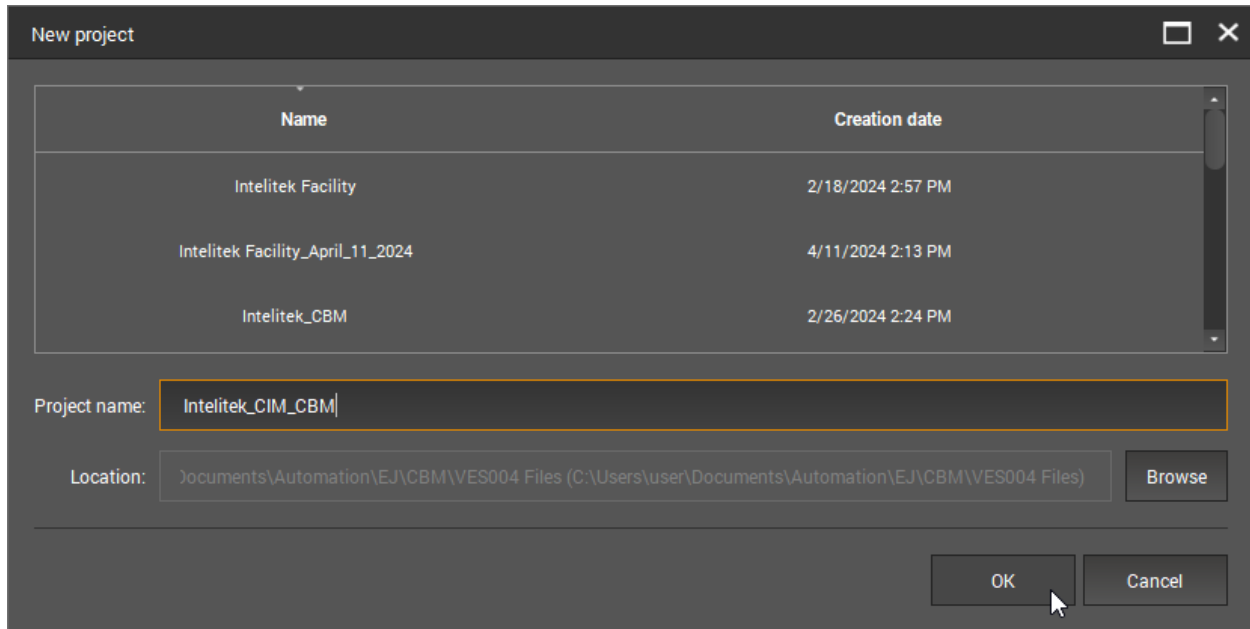 New project
Name Creation date
Intelitek Facility 2/18/2024 2:57 PM
Intelitek Facility_April_11_2024 4/11/2024 2:13 PM
Intelitek_CBM 2/26/2024 2:24 PM
Project name: Intelitek_CIM_CBM
Location: Documents\Automation\EJ\CBM\VES004 Files (C:\Users\user\Documents\Automation\EJ\CBM\VES004 Files) Browse
OK Cancel